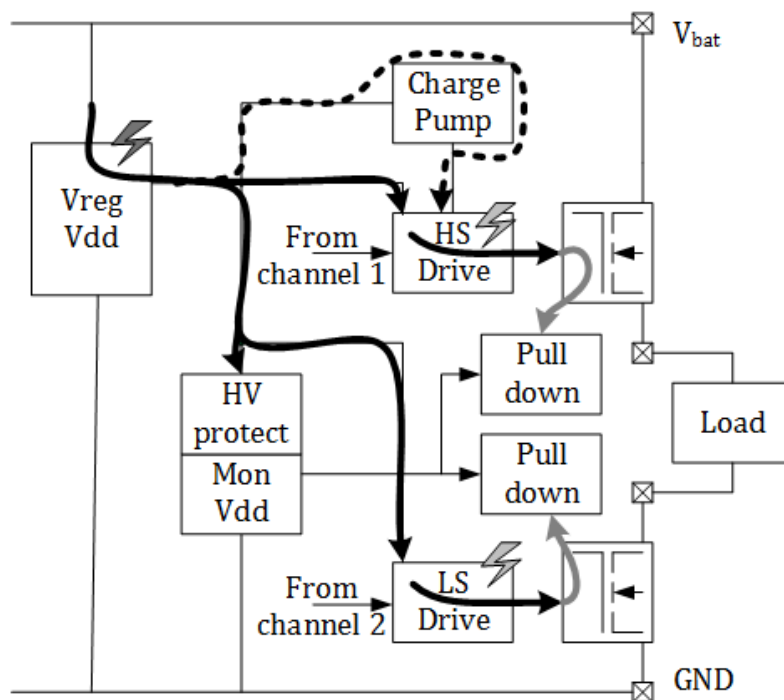 V_bat
Charge
Pump
Vreg
Vdd
From
channel 1
HS
Drive
Pull
down
HV
protect
Load
Mon
Vdd
Pull
down
From
channel 2
LS
Drive
GND